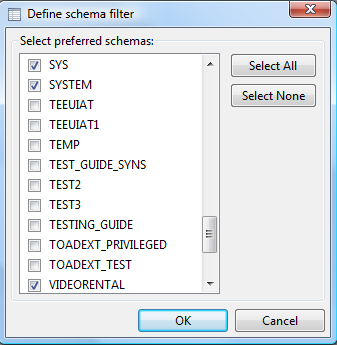 Define schema filter
Select preferred schemas:
SYS
SYSTEM
TEEUIAT
TEEUIAT1
TEMP
TEST_GUIDE_SYNS
TEST2
TEST3
TESTING_GUIDE
TOADEXT_PRIVILEGED
TOADEXT_TEST
VIDEORENTAL
Select All
Select None
OK
Cancel